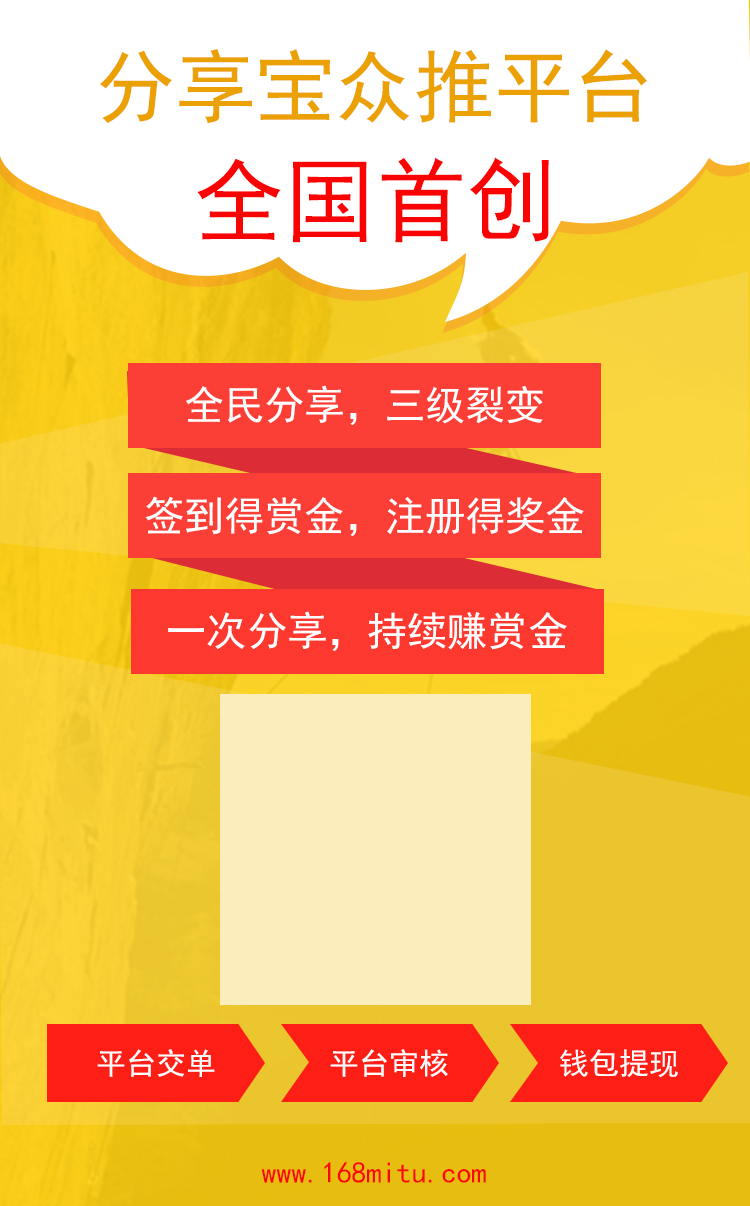 分享宝众推平台
全国首创
全民分享，三级裂变
签到得赏金，注册得奖金
一次分享，持续赚赏金
平台交单
平台审核
钱包提现
www.168mitu.com